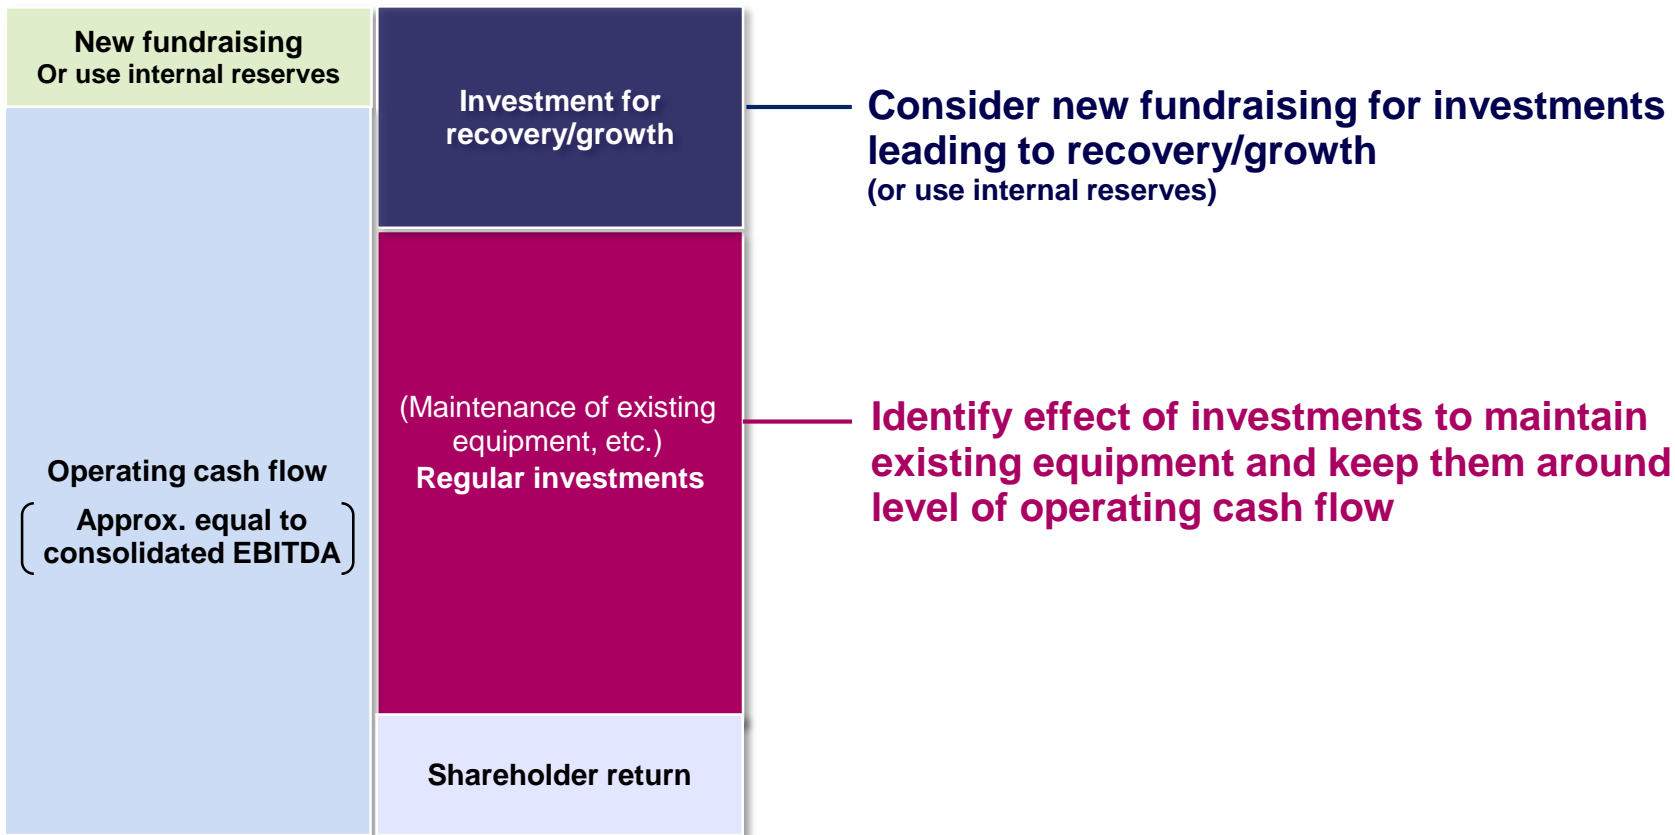 New fundraising
Or use internal reserves
Operating cash flow
Approx. equal to
consolidated EBITDA
Investment for
recovery/growth
(Maintenance of existing
equipment, etc.)
Regular investments
Shareholder return
Consider new fundraising for investments
leading to recovery/growth
(or use internal reserves)
Identify effect of investments to maintain
existing equipment and keep them around
level of operating cash flow